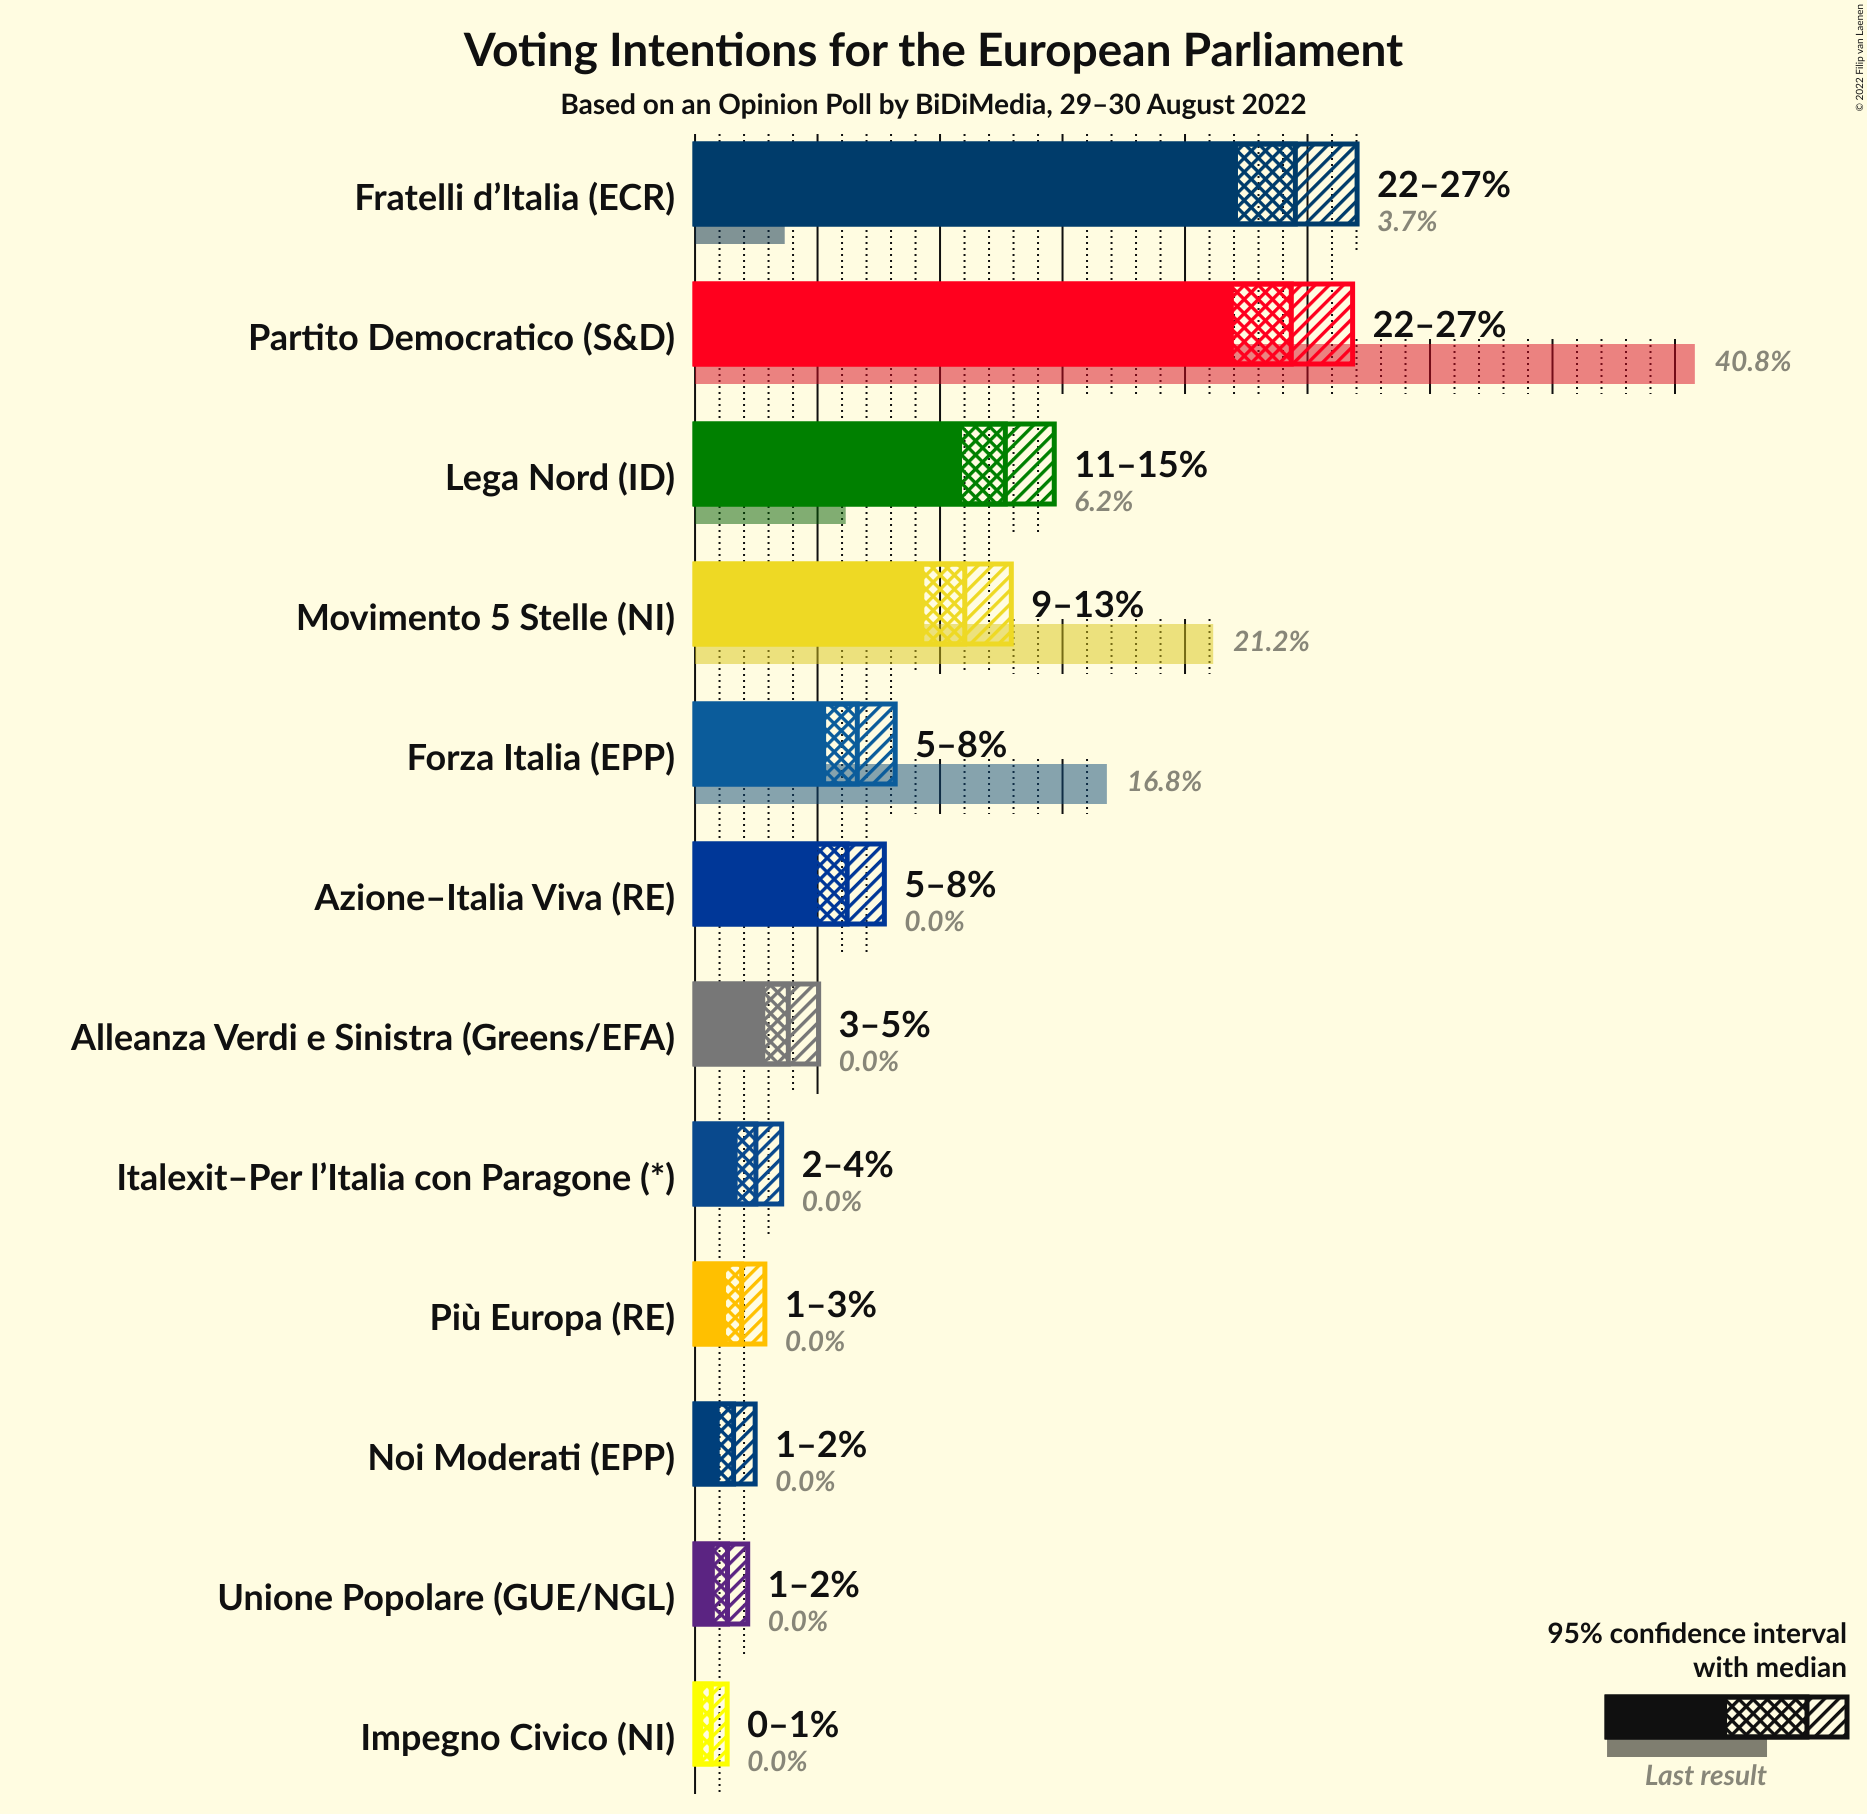 Voting Intentions for the European Parliament
Based on an Opinion Poll by BiDiMedia, 29–30 August 2022
© 2022 Filip van Laenen
Fratelli d’Italia (ECR)
22–27%
3.7%
Partito Democratico (S&D)
22–27%
40.8%
Lega Nord (ID)
11–15%
6.2%
Movimento 5 Stelle (NI)
9–13%
21.2%
Forza Italia (EPP)
5–8%
16.8%
Azione–Italia Viva (RE)
5–8%
0.0%
Alleanza Verdi e Sinistra (Greens/EFA)
3–5%
0.0%
Italexit–Per l’Italia con Paragone (*)
2–4%
0.0%
Più Europa (RE)
1–3%
0.0%
Noi Moderati (EPP)
1–2%
0.0%
Unione Popolare (GUE/NGL)
1–2%
0.0%
Impegno Civico (NI)
0–1%
0.0%
95% confidence interval
with median
Last result